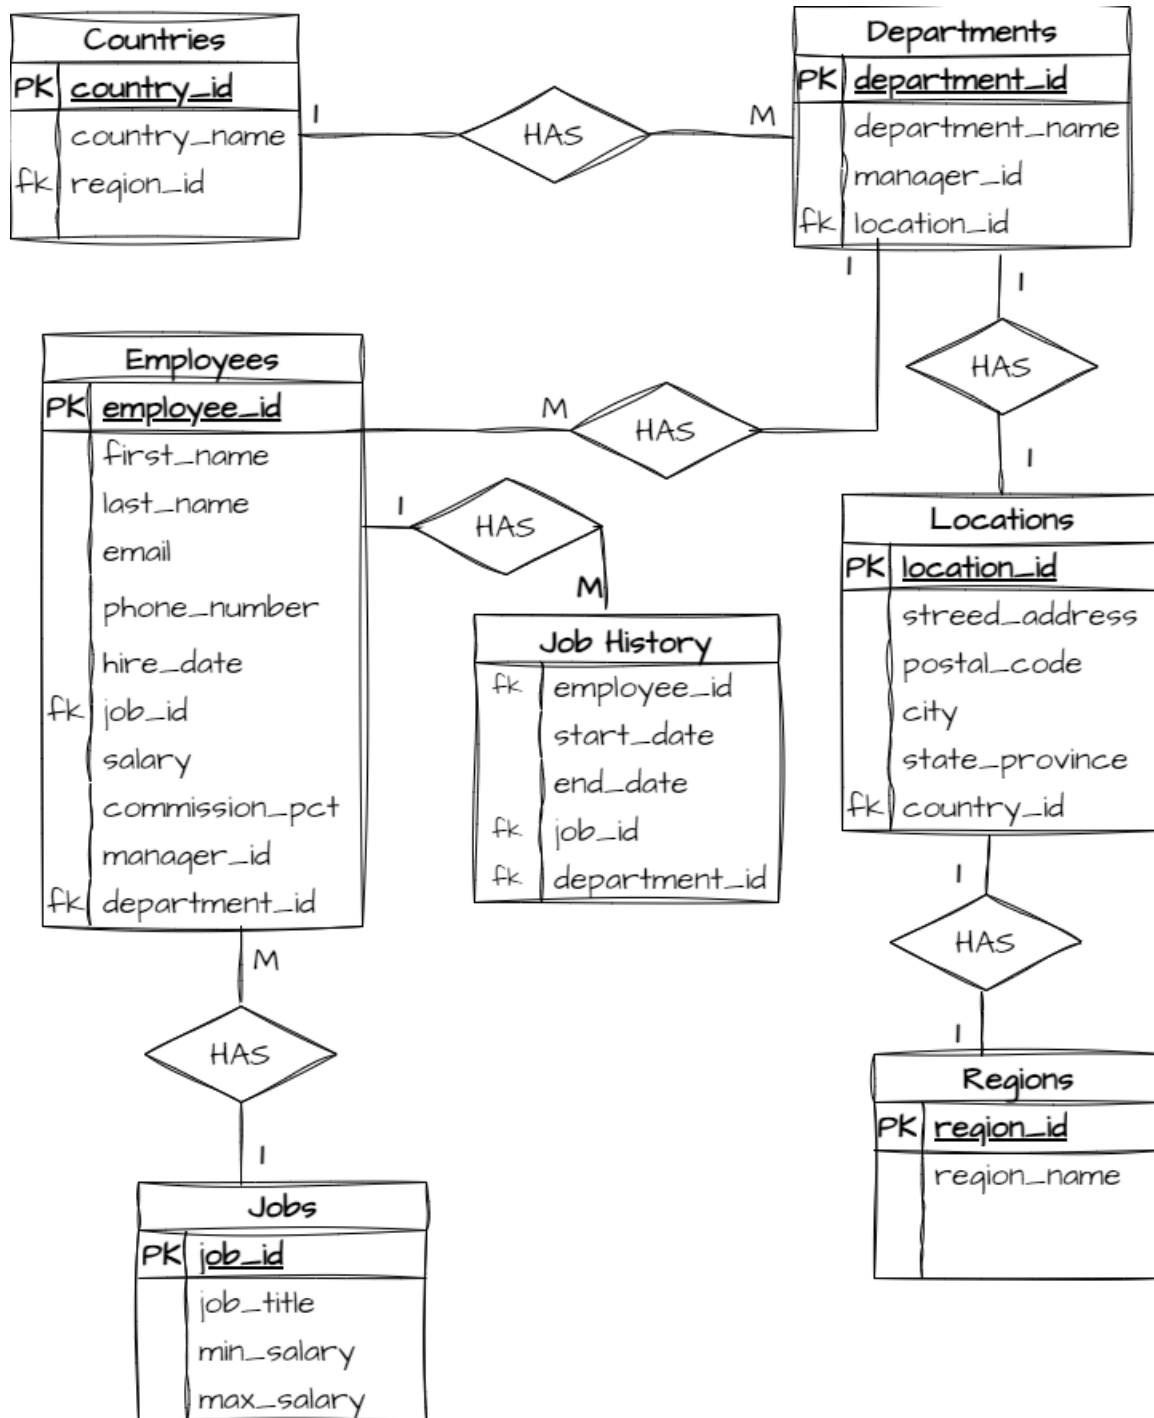 Countries
PK country_id
country_name
fk region_id
1
HAS
M
Departments
PK department_id
department_name
manager_id
fk location_id
1
1
HAS
1
Employees
PK employee_id
first_name
last_name
email
phone_number
hire_date
fk job_id
salary
commission_pct
manager_id
fk department_id
M
HAS
1
HAS
M
Job History
fk employee_id
start_date
end_date
fk job_id
fk department_id
Locations
PK location_id
streed_address
postal_code
city
state_province
fk country_id
1
HAS
1
Regions
PK region_id
region_name
M
HAS
1
Jobs
PK job_id
job_title
min_salary
max_salary